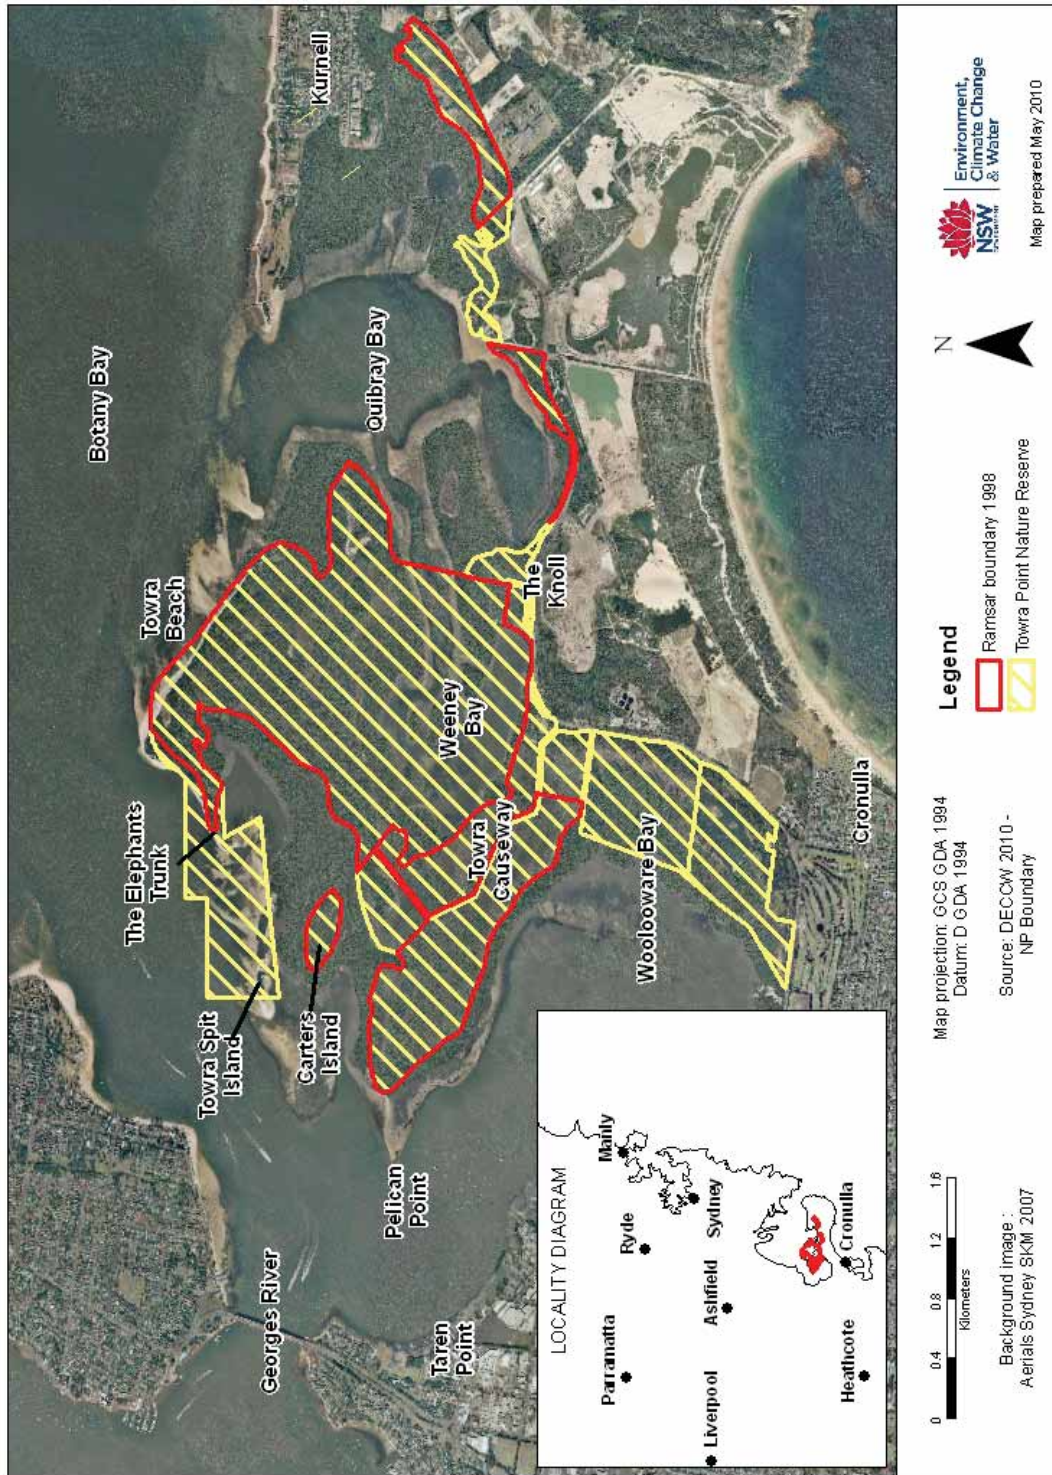 Botany Bay
Kurnell
Towra
Beach
Quibray Bay
The Elephants
Trunk
Weeney
Bay
The
Knoll
Towra Spit
Island
Carters
Island
Towra
Causeway
Woolooware Bay
Georges River
Pelican
Point
Taren
Point
Cronulla
LOCALITY DIAGRAM
Parramatta
Ryde
Manly
Liverpool
Ashfield
Sydney
Heathcote
Cronulla
0 0.4 0.8 1.2 1.6
Kilometers
Background image :
Aerials Sydney SKM 2007
Map projection: GCS GDA 1994
Datum: D GDA 1994
Source: DECCW 2010 -
NP Boundary
Legend
Ramsar boundary 1998
Towra Point Nature Reserve
N
NSW
GOVERNMENT
Environment,
Climate Change
& Water
Map prepared May 2010